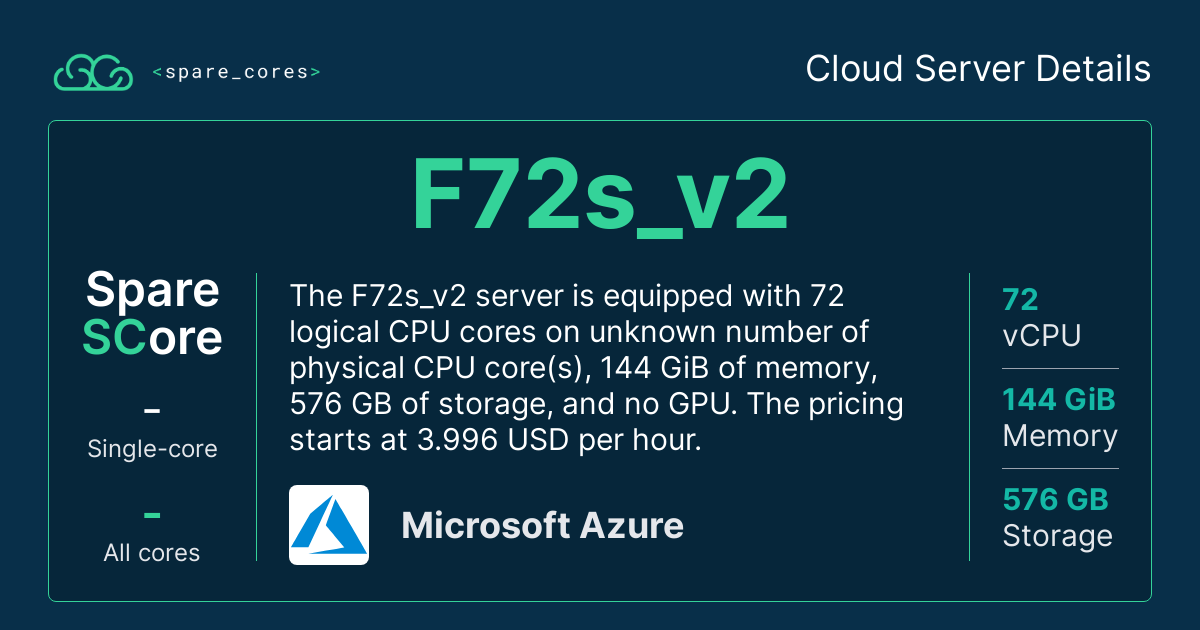 <spare_cores>
Cloud Server Details
F72s_v2
Spare
SCore
-
Single-core
-
All cores
The F72s_v2 server is equipped with 72
logical CPU cores on unknown number of
physical CPU core(s), 144 GiB of memory,
576 GB of storage, and no GPU. The pricing
starts at 3.996 USD per hour.
Microsoft Azure
72
vCPU
144 GiB
Memory
576 GB
Storage